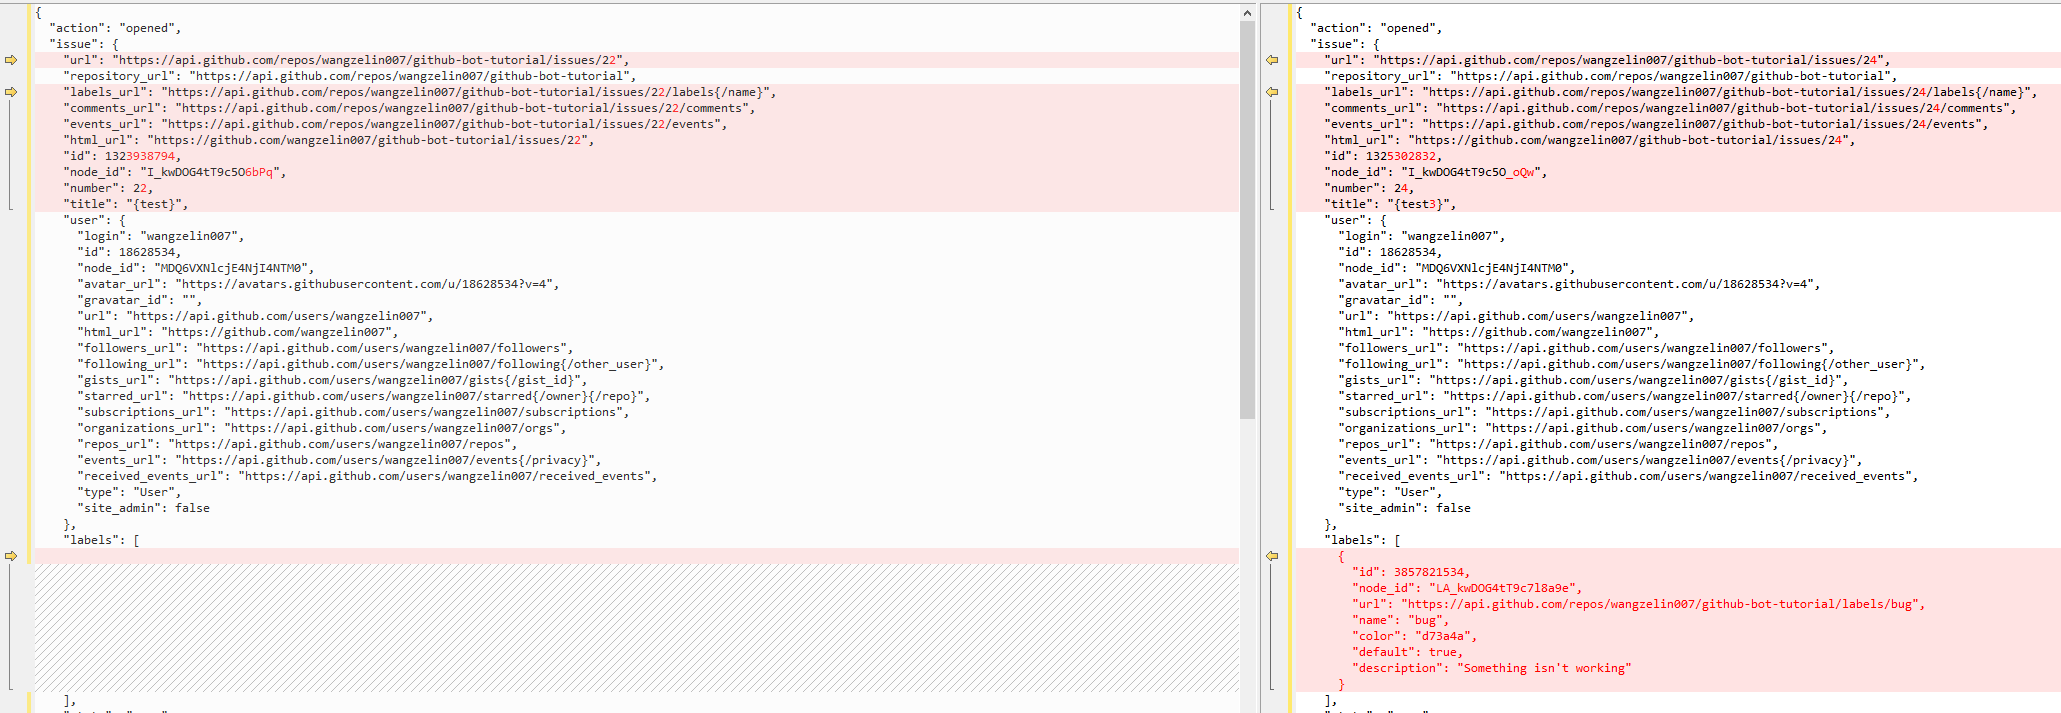 {
  "action": "opened",
  "issue": {
    "url": "https://api.github.com/repos/wangzelin007/github-bot-tutorial/issues/22",
    "repository_url": "https://api.github.com/repos/wangzelin007/github-bot-tutorial",
    "labels_url": "https://api.github.com/repos/wangzelin007/github-bot-tutorial/issues/22/labels{/name}",
    "comments_url": "https://api.github.com/repos/wangzelin007/github-bot-tutorial/issues/22/comments",
    "events_url": "https://api.github.com/repos/wangzelin007/github-bot-tutorial/issues/22/events",
    "html_url": "https://github.com/wangzelin007/github-bot-tutorial/issues/22",
    "id": 1323938794,
    "node_id": "I_kwDOG4tT9c5O6bPq",
    "number": 22,
    "title": "{test}",
    "user": {
      "login": "wangzelin007",
      "id": 18628534,
      "node_id": "MDQ6VXNlcjE4NjI4NTM0",
      "avatar_url": "https://avatars.githubusercontent.com/u/18628534?v=4",
      "gravatar_id": "",
      "url": "https://api.github.com/users/wangzelin007",
      "html_url": "https://github.com/wangzelin007",
      "followers_url": "https://api.github.com/users/wangzelin007/followers",
      "following_url": "https://api.github.com/users/wangzelin007/following{/other_user}",
      "gists_url": "https://api.github.com/users/wangzelin007/gists{/gist_id}",
      "starred_url": "https://api.github.com/users/wangzelin007/starred{/owner}{/repo}",
      "subscriptions_url": "https://api.github.com/users/wangzelin007/subscriptions",
      "organizations_url": "https://api.github.com/users/wangzelin007/orgs",
      "repos_url": "https://api.github.com/users/wangzelin007/repos",
      "events_url": "https://api.github.com/users/wangzelin007/events{/privacy}",
      "received_events_url": "https://api.github.com/users/wangzelin007/received_events",
      "type": "User",
      "site_admin": false
    },
    "labels": [
    ],
{
  "action": "opened",
  "issue": {
    "url": "https://api.github.com/repos/wangzelin007/github-bot-tutorial/issues/24",
    "repository_url": "https://api.github.com/repos/wangzelin007/github-bot-tutorial",
    "labels_url": "https://api.github.com/repos/wangzelin007/github-bot-tutorial/issues/24/labels{/name}",
    "comments_url": "https://api.github.com/repos/wangzelin007/github-bot-tutorial/issues/24/comments",
    "events_url": "https://api.github.com/repos/wangzelin007/github-bot-tutorial/issues/24/events",
    "html_url": "https://github.com/wangzelin007/github-bot-tutorial/issues/24",
    "id": 1325302832,
    "node_id": "I_kwDOG4tT9c5O_oQw",
    "number": 24,
    "title": "{test3}",
    "user": {
      "login": "wangzelin007",
      "id": 18628534,
      "node_id": "MDQ6VXNlcjE4NjI4NTM0",
      "avatar_url": "https://avatars.githubusercontent.com/u/18628534?v=4",
      "gravatar_id": "",
      "url": "https://api.github.com/users/wangzelin007",
      "html_url": "https://github.com/wangzelin007",
      "followers_url": "https://api.github.com/users/wangzelin007/followers",
      "following_url": "https://api.github.com/users/wangzelin007/following{/other_user}",
      "gists_url": "https://api.github.com/users/wangzelin007/gists{/gist_id}",
      "starred_url": "https://api.github.com/users/wangzelin007/starred{/owner}{/repo}",
      "subscriptions_url": "https://api.github.com/users/wangzelin007/subscriptions",
      "organizations_url": "https://api.github.com/users/wangzelin007/orgs",
      "repos_url": "https://api.github.com/users/wangzelin007/repos",
      "events_url": "https://api.github.com/users/wangzelin007/events{/privacy}",
      "received_events_url": "https://api.github.com/users/wangzelin007/received_events",
      "type": "User",
      "site_admin": false
    },
    "labels": [
      {
        "id": 3857821534,
        "node_id": "LA_kwDOG4tT9c7l8a9e",
        "url": "https://api.github.com/repos/wangzelin007/github-bot-tutorial/labels/bug",
        "name": "bug",
        "color": "d73a4a",
        "default": true,
        "description": "Something isn't working"
      }
    ],